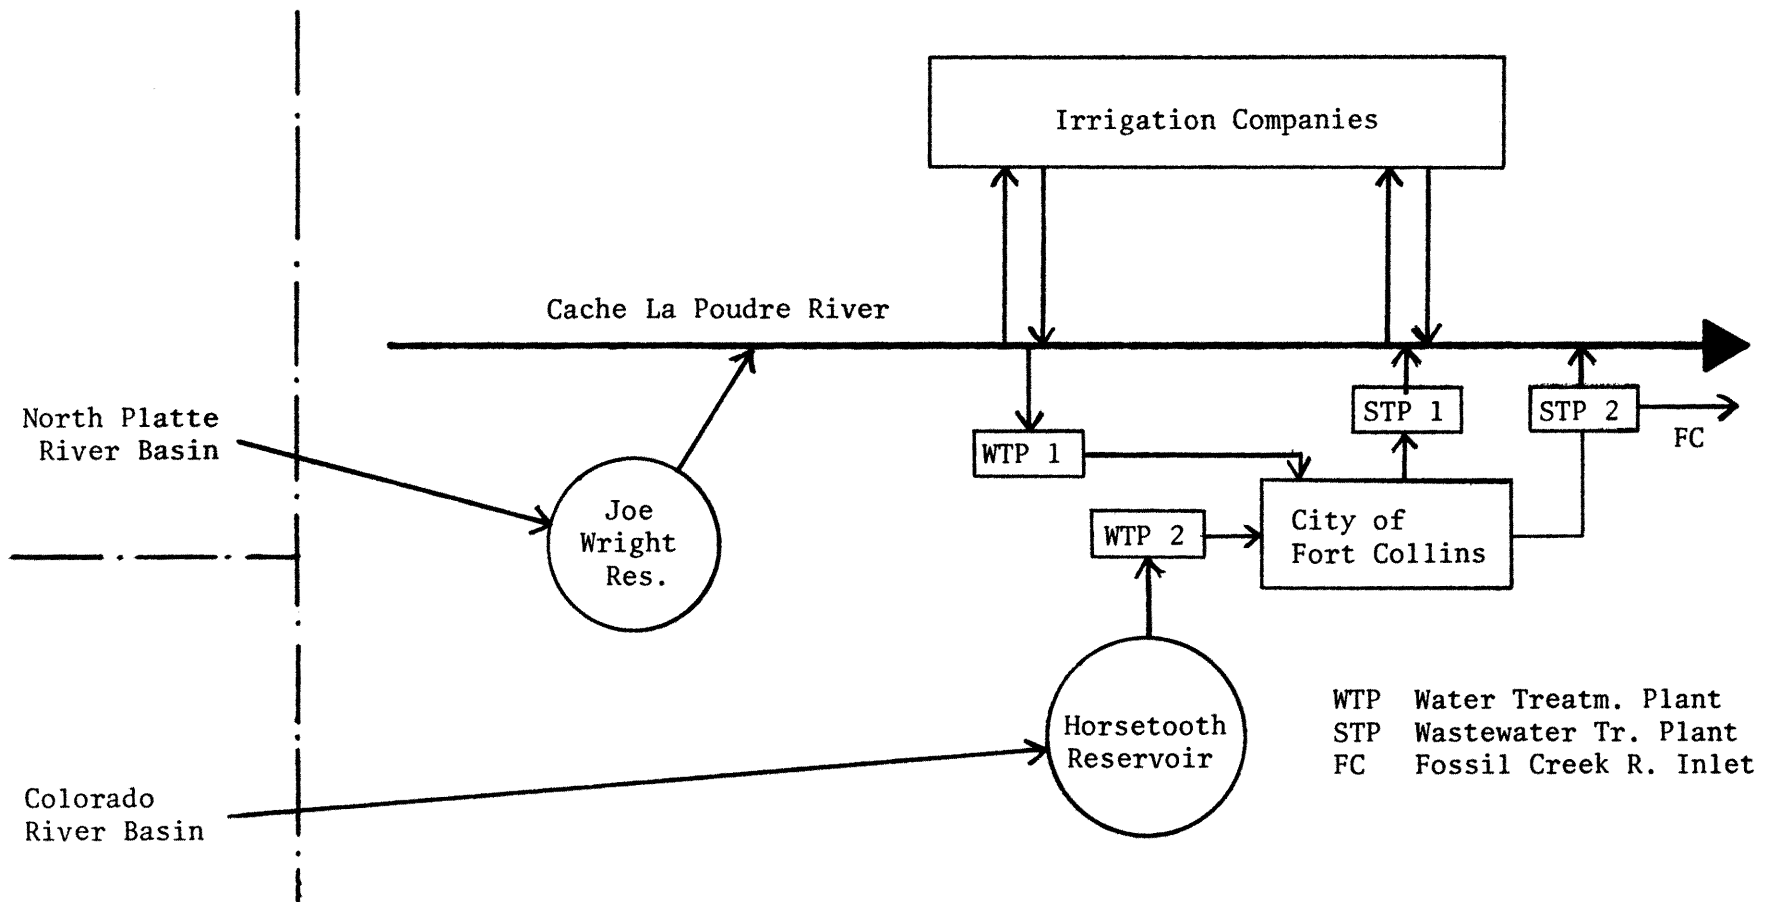 Irrigation Companies
Cache La Poudre River
North Platte
River Basin
STP 1
STP 2
FC
WTP 1
Joe
Wright
Res.
WTP 2
City of
Fort Collins
Horsetooth
Reservoir
WTP Water Treatm. Plant
STP Wastewater Tr. Plant
FC Fossil Creek R. Inlet
Colorado
River Basin